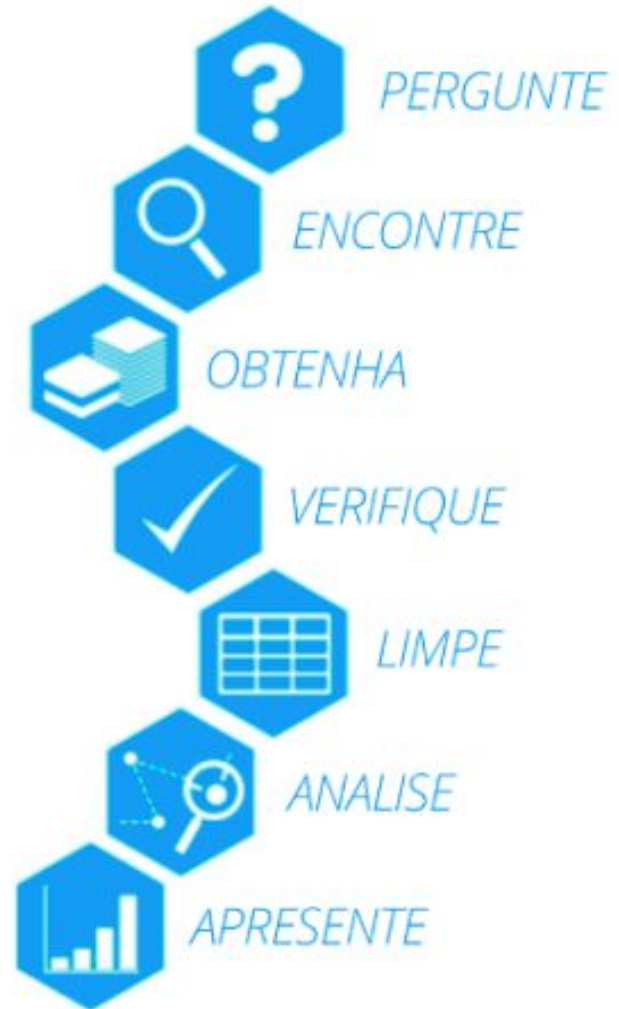 PERGUNTE
ENCONTRE
OBTENHA
VERIFIQUE
LIMPE
ANALISE
APRESENTE